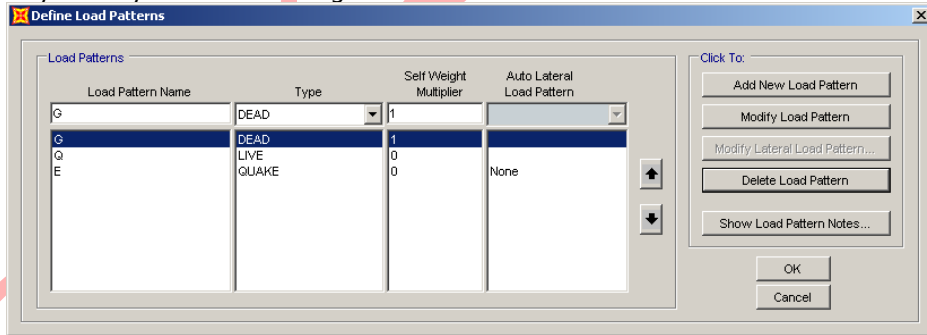 Define Load Patterns
Load Patterns
Click To:
Load Pattern Name Type Self Weight Multiplier Auto Lateral Load Pattern
G DEAD 1
G DEAD 1
Q LIVE 0
E QUAKE 0 None
Add New Load Pattern
Modify Load Pattern
Modify Lateral Load Pattern...
Delete Load Pattern
Show Load Pattern Notes...
OK
Cancel